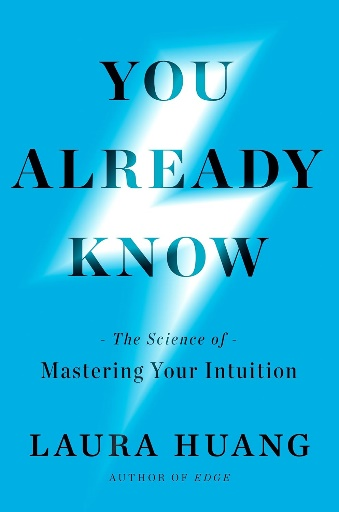 YOU
ALREADY
KNOW
- The Science of -
Mastering Your Intuition
LAURA HUANG
AUTHOR OF EDGE